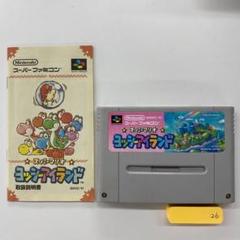 Nintendo
スーパーファミコン
スーパーマリオ
ヨッシーアイランド
取扱説明書
Nintendo
スーパーファミコン
スーパーマリオ
ヨッシーアイランド
26